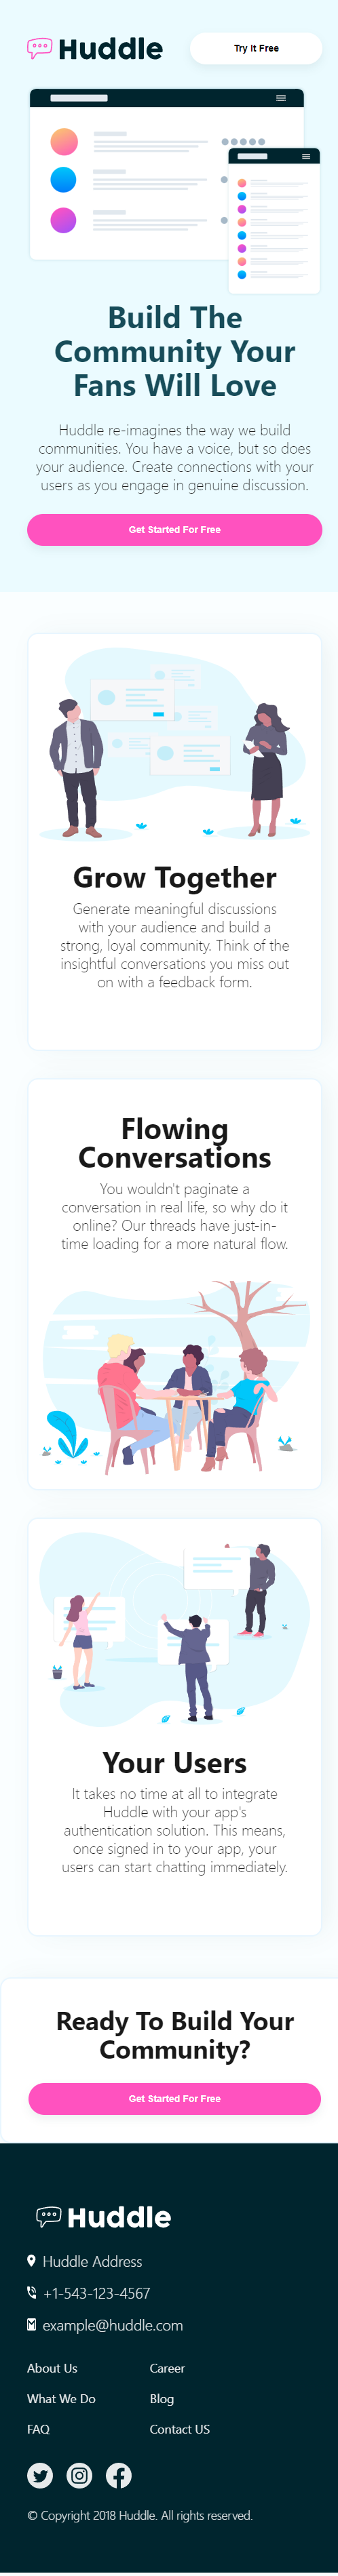 Huddle
Try It Free
Build The
Community Your
Fans Will Love
Huddle re-imagines the way we build
communities. You have a voice, but so does
your audience. Create connections with your
users as you engage in genuine discussion.
Get Started For Free
Grow Together
Generate meaningful discussions
with your audience and build a
strong, loyal community. Think of the
insightful conversations you miss out
on with a feedback form.
Flowing
Conversations
You wouldn't paginate a
conversation in real life, so why do it
online? Our threads have just-in-
time loading for a more natural flow.
Your Users
It takes no time at all to integrate
Huddle with your app's
authentication solution. This means,
once signed in to your app, your
users can start chatting immediately.
Ready To Build Your
Community?
Get Started For Free
Huddle
Huddle Address
+1-543-123-4567
example@huddle.com
About Us
Career
What We Do
Blog
FAQ
Contact US
© Copyright 2018 Huddle. All rights reserved.